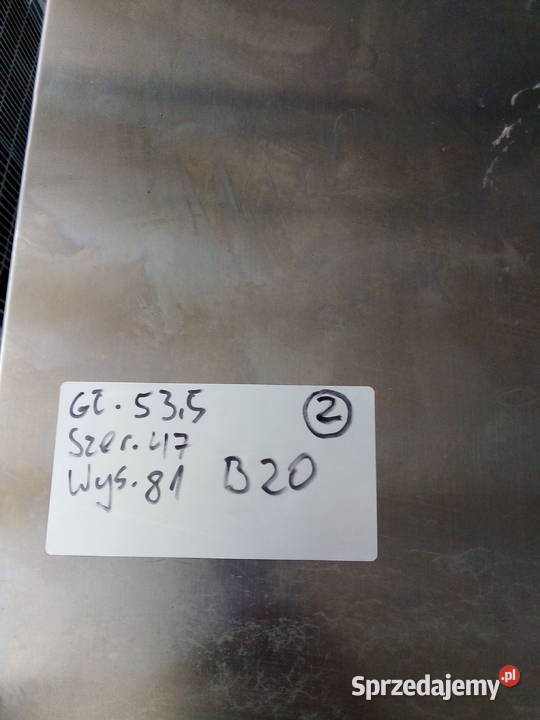 Gł. 53,5
②
Szer. 47
Wys. 81 B20
Sprzedajemy.pl